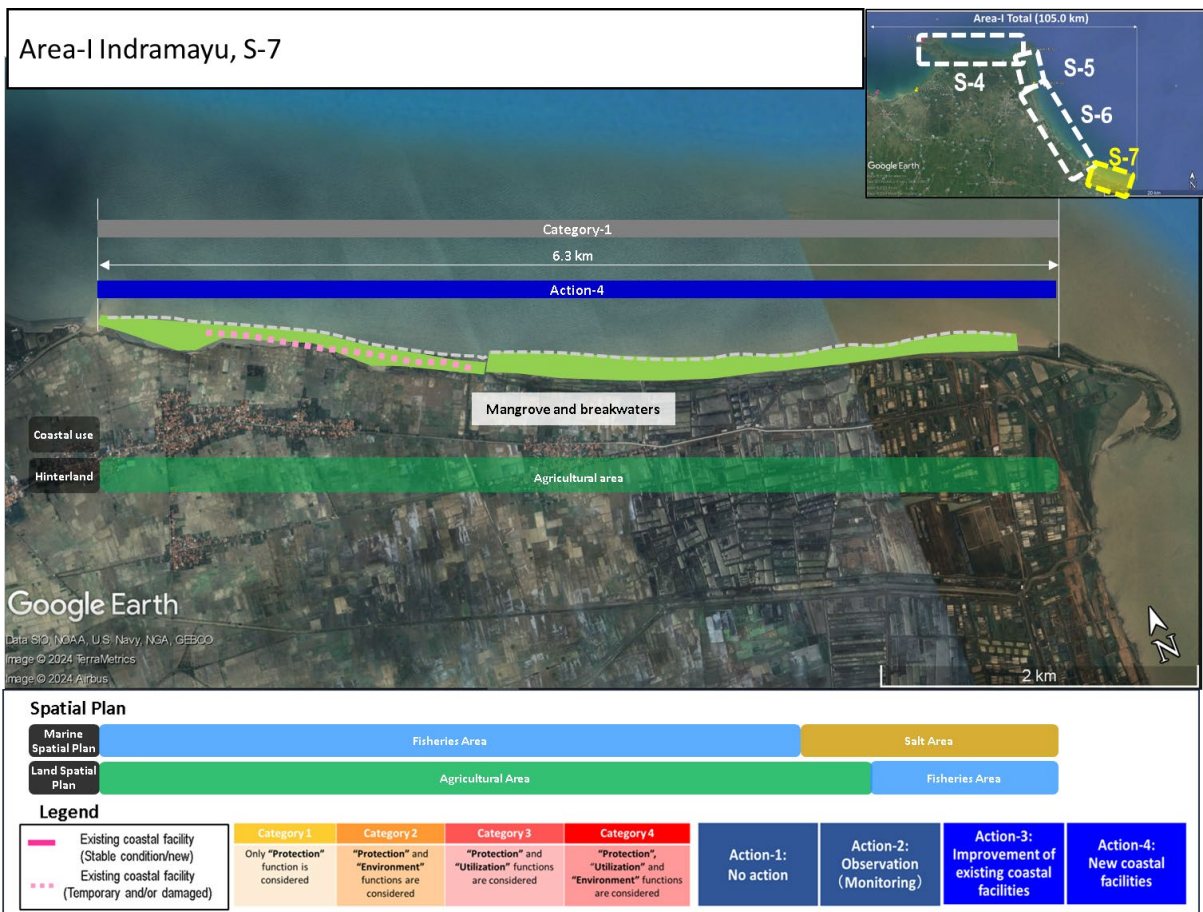 Area-I Indramayu, S-7
Area-I Total (105.0 km)
S-4
S-5
S-6
S-7
Google Earth
N
20 km
Category-1
6.3 km
Action-4
Mangrove and breakwaters
Coastal use
Hinterland
Agricultural area
Google Earth
Data SIO, NOAA, U.S. Navy, NGA, GEBCO
Image © 2024 TerraMetrics
Image © 2024 Airbus
N
2 km
Spatial Plan
Marine
Spatial Plan
Fisheries Area
Salt Area
Land Spatial
Plan
Agricultural Area
Fisheries Area
Legend
Existing coastal facility
(Stable condition/new)
Existing coastal facility
(Temporary and/or damaged)
Category 1
Only "Protection"
function is
considered
Category 2
"Protection" and
"Environment"
functions are
considered
Category 3
"Protection" and
"Utilization" functions
are considered
Category 4
"Protection",
"Utilization" and
"Environment" functions
are considered
Action-1:
No action
Action-2:
Observation
(Monitoring)
Action-3:
Improvement of
existing coastal
facilities
Action-4:
New coastal
facilities